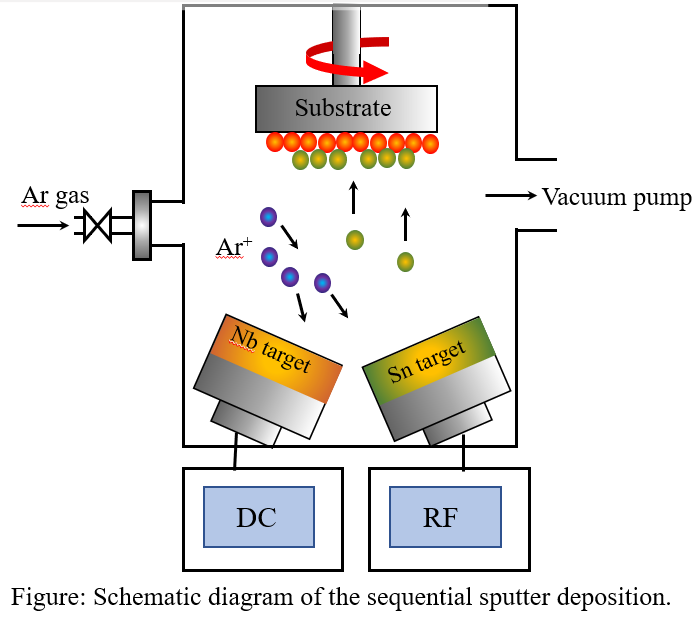 Substrate
Ar gas
Vacuum pump
Ar⁺
Nb target
Sn target
DC
RF
Figure: Schematic diagram of the sequential sputter deposition.